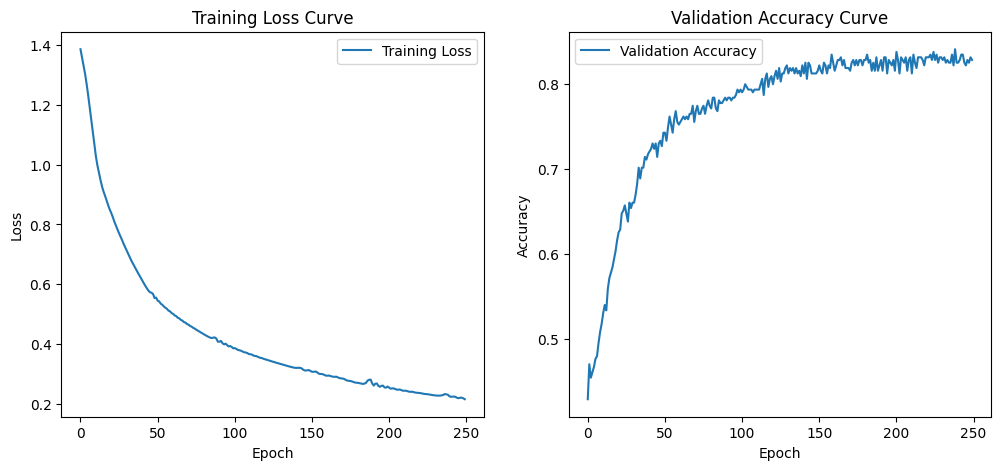 Training Loss Curve
Training Loss
1.4
1.2
1.0
0.8
0.6
0.4
0.2
Loss
0
50
100
150
200
250
Epoch
Validation Accuracy Curve
Validation Accuracy
0.8
0.7
0.6
0.5
Accuracy
0
50
100
150
200
250
Epoch